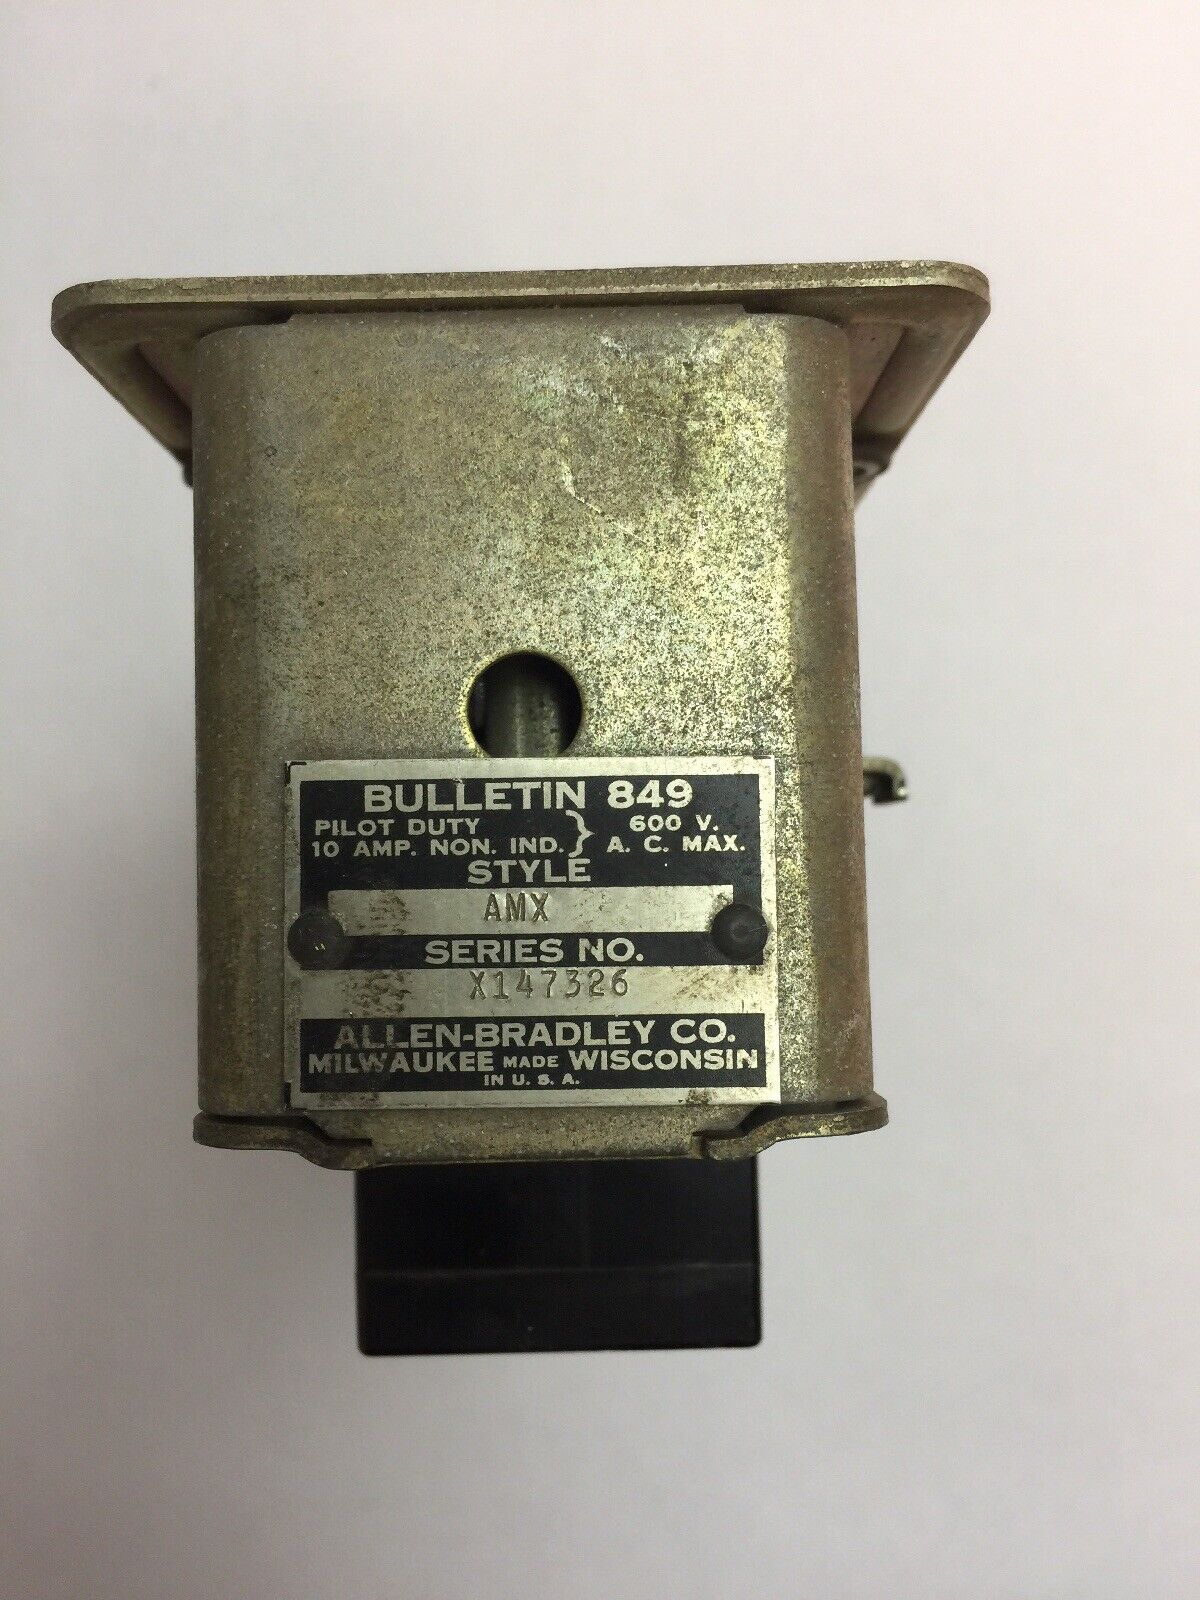 BULLETIN 849
PILOT DUTY } 600 V.
10 AMP. NON. IND. } A. C. MAX.
STYLE
AMX
SERIES NO.
X147326
ALLEN-BRADLEY CO.
MILWAUKEE MADE WISCONSIN
IN U. S. A.